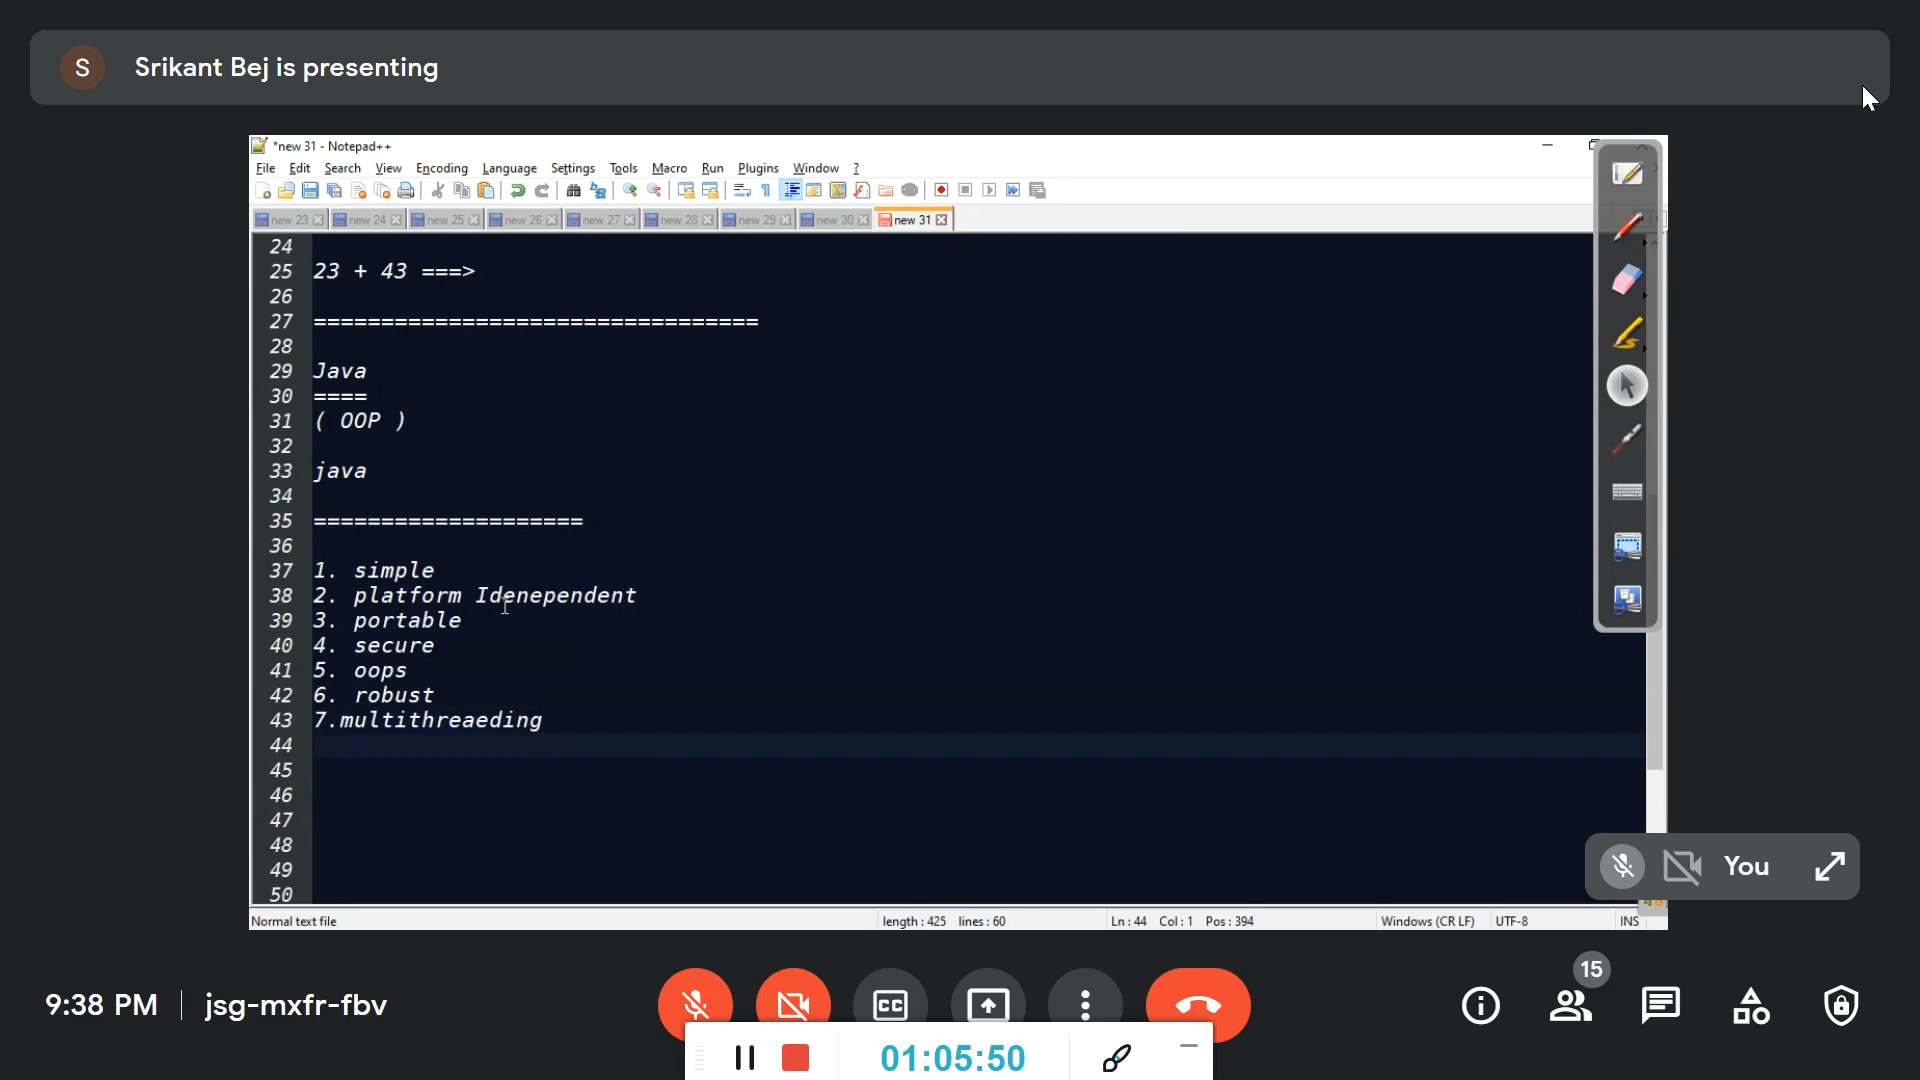 S Srikant Bej is presenting
*new 31 - Notepad++
File Edit Search View Encoding Language Settings Tools Macro Run Plugins Window ?
new 23 new 24 new 25 new 26 new 27 new 28 new 29 new 30 new 31
24
25 23 + 43 ===>
26
27 =================================
28
29 Java
30 ====
31 ( OOP )
32
33 java
34
35 ====================
36
37 1. simple
38 2. platform Idenependent
39 3. portable
40 4. secure
41 5. oops
42 6. robust
43 7.multithreaeding
44
45
46
47
48
49
50
You
Normal text file length : 425 lines : 60 Ln : 44 Col : 1 Pos : 394 Windows (CR LF) UTF-8 INS
15
9:38 PM jsg-mxfr-fbv CC
01:05:50